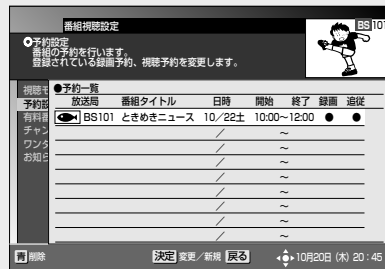 番組視聴設定
BS 101
予約設定
番組の予約を行います。
登録されている録画予約、視聴予約を変更します。
視聴モ
予約設
有料番
チャン
ワンタ
お知ら
●予約一覧
放送局 番組タイトル 日時 開始 終了 録画 追従
BS101 ときめきニュース 10／22土 10:00～12:00 ● ●
／ ～
／ ～
／ ～
／ ～
／ ～
／ ～
／ ～
／ ～
青 削除 決定 変更／新規 戻る 10月20日 (木) 20：45